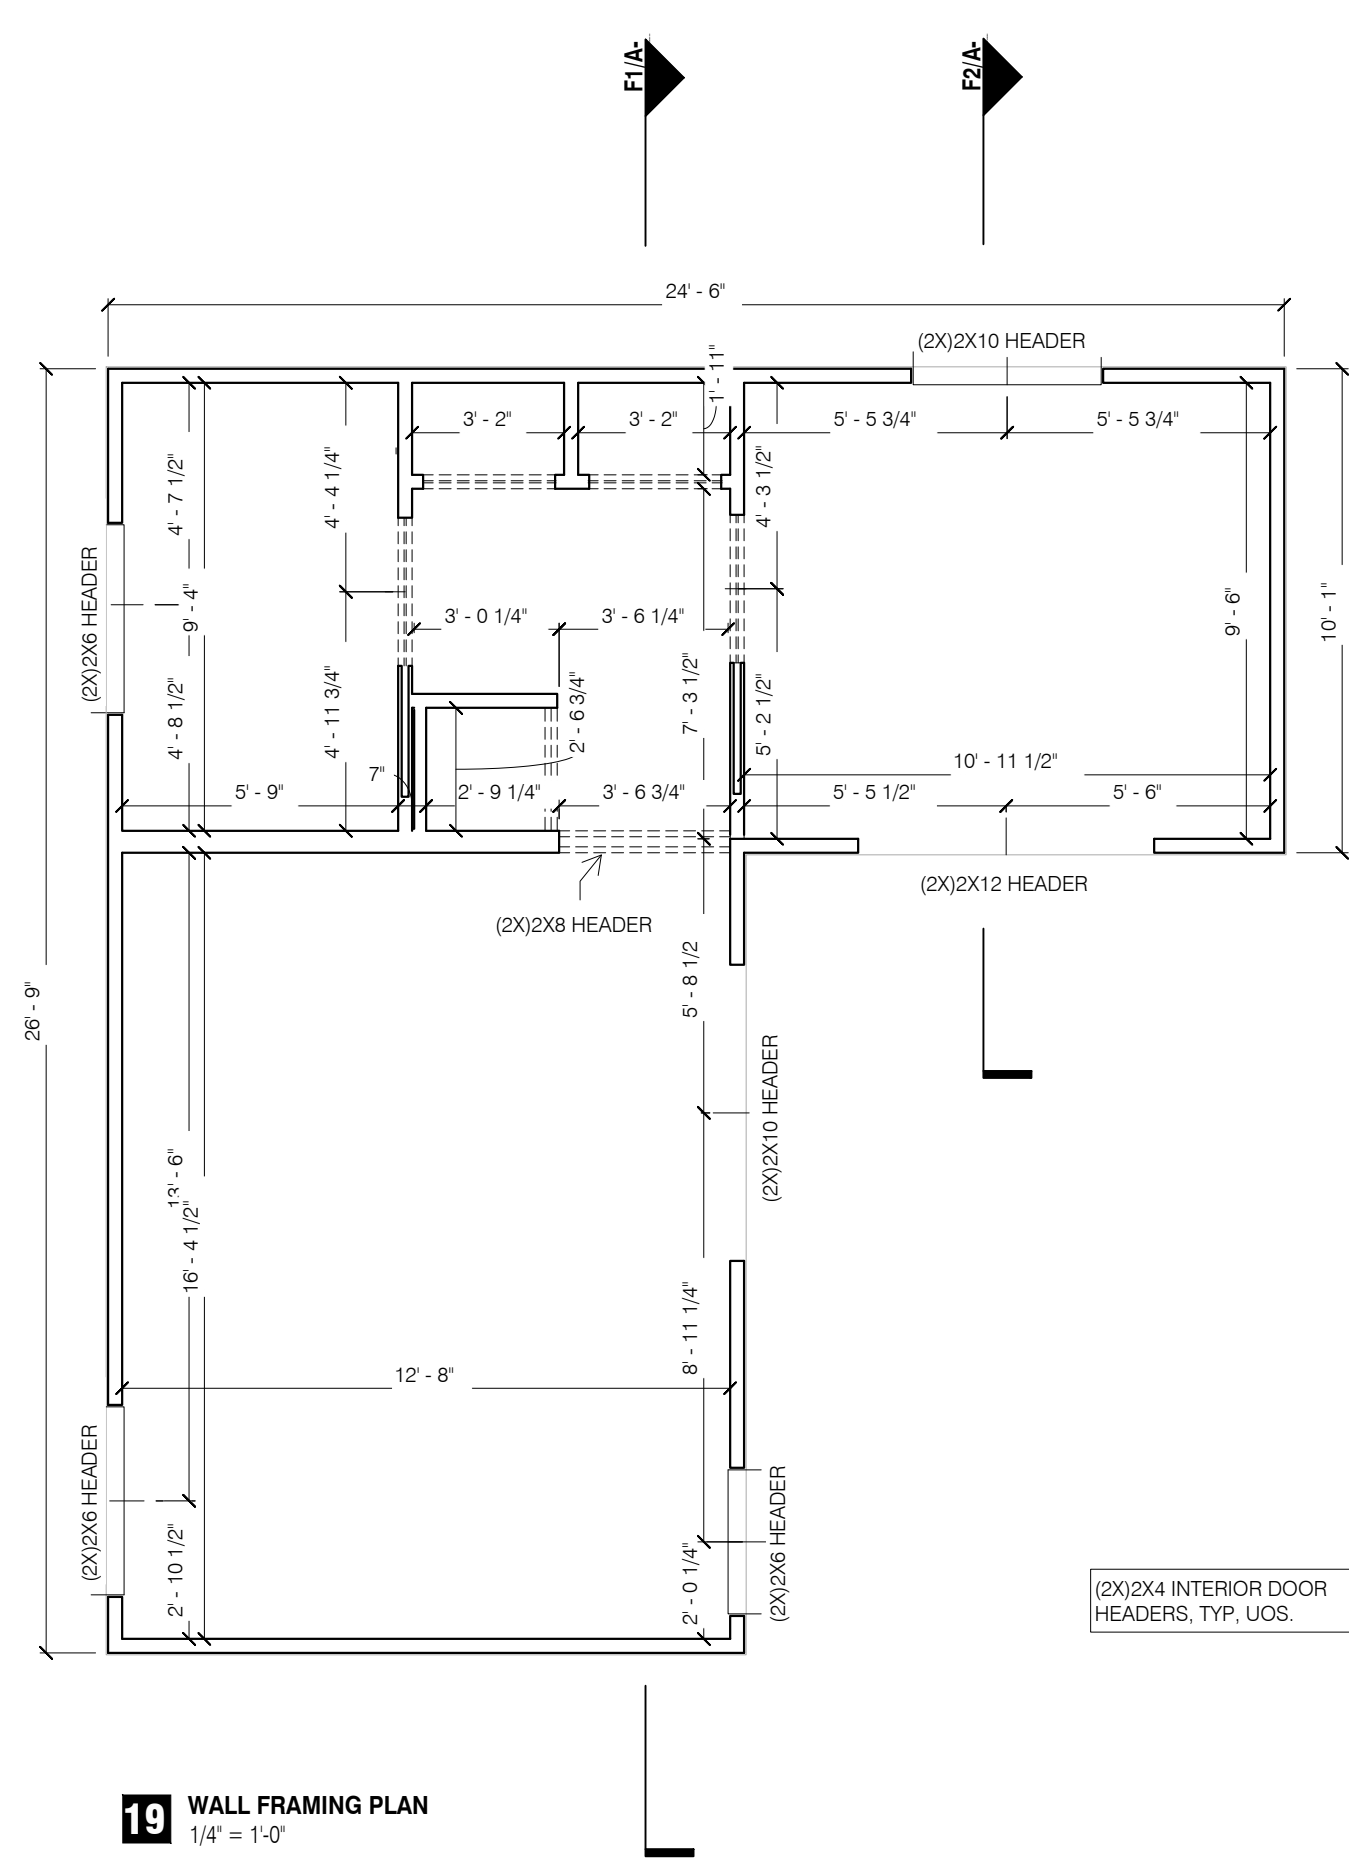 F1/A-
F2/A-
24' - 6"
(2X)2X10 HEADER
1' - 11"
3' - 2"
3' - 2"
5' - 5 3/4"
5' - 5 3/4"
4' - 7 1/2"
4' - 4 1/4"
4' - 3 1/2"
(2X)2X6 HEADER
9' - 4"
3' - 0 1/4"
3' - 6 1/4"
9' - 6"
10' - 1"
4' - 8 1/2"
4' - 11 3/4"
2' - 6 3/4"
7' - 3 1/2"
5' - 2 1/2"
7"
10' - 11 1/2"
5' - 9"
2' - 9 1/4"
3' - 6 3/4"
5' - 5 1/2"
5' - 6"
(2X)2X12 HEADER
(2X)2X8 HEADER
26' - 9"
5' - 8 1/2
(2X)2X10 HEADER
13' - 6"
16' - 4 1/2"
8' - 11 1/4"
12' - 8"
(2X)2X6 HEADER
2' - 10 1/2"
2' - 0 1/4"
(2X)2X6 HEADER
(2X)2X4 INTERIOR DOOR
HEADERS, TYP, UOS.
19 WALL FRAMING PLAN
1/4" = 1'-0"